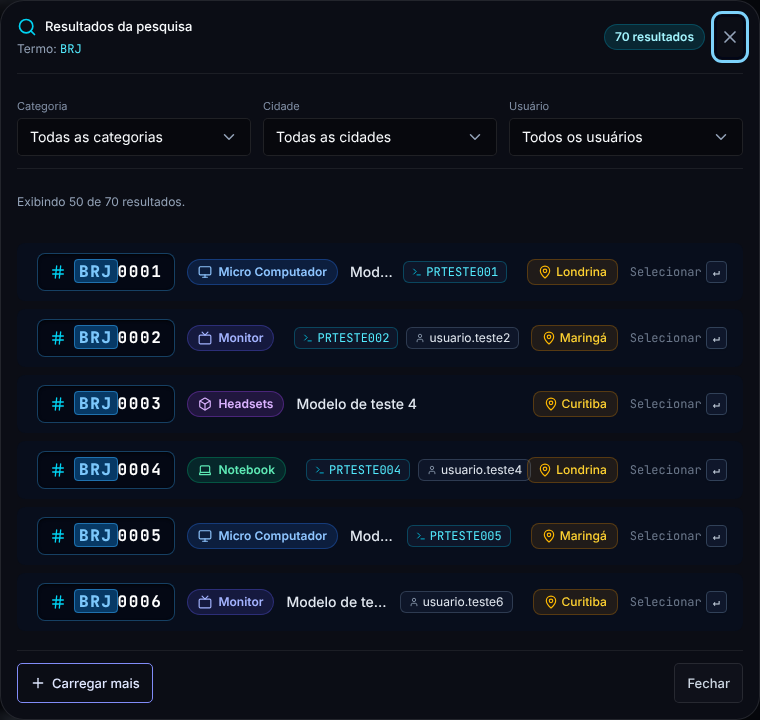 Resultados da pesquisa
Termo: BRJ
70 resultados
Categoria
Cidade
Usuário
Todas as categorias
Todas as cidades
Todos os usuários
Exibindo 50 de 70 resultados.
# BRJ0001 Micro Computador Mod... PRTESTE001 Londrina Selecionar ↵
# BRJ0002 Monitor PRTESTE002 usuario.teste2 Maringá Selecionar ↵
# BRJ0003 Headsets Modelo de teste 4 Curitiba Selecionar ↵
# BRJ0004 Notebook PRTESTE004 usuario.teste4 Londrina Selecionar ↵
# BRJ0005 Micro Computador Mod... PRTESTE005 Maringá Selecionar ↵
# BRJ0006 Monitor Modelo de te... usuario.teste6 Curitiba Selecionar ↵
+ Carregar mais
Fechar